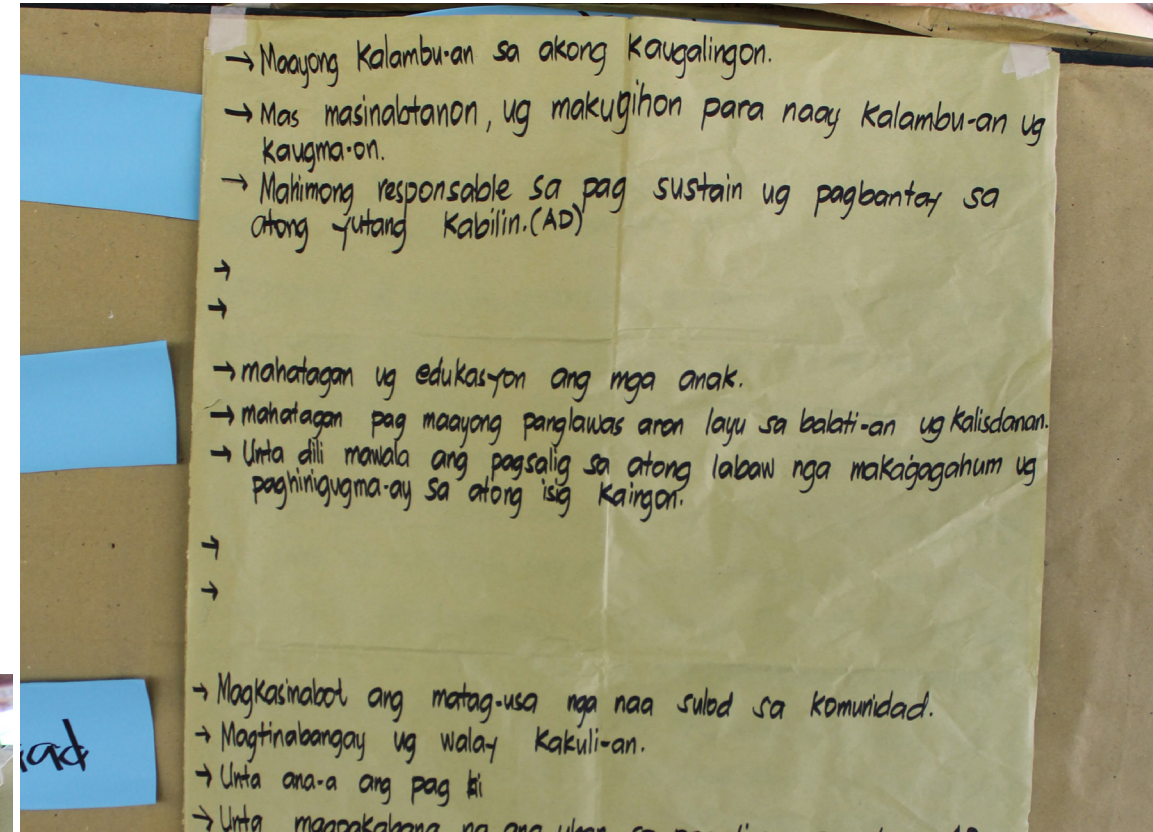 → Maayong Kalambu-an sa akong Kaugalingon.
→ Mas masinabtanon, ug makugihon para naay Kalambu-an ug
kaugma-on.
→ Mahimong responsable sa pag sustain ug pagbantay sa
atong yutang Kabilin. (AD)
→
→
→ mahatagan ug edukasyon ang mga anak.
→ mahatagan pag maayong panglawas aron layu sa balati-an ug Kalisdanan.
→ Unta dili mawala ang pagsalig sa atong labaw nga makagagahum ug
paghinigugma-ay sa atong isig Kaingon.
→
→
→ Magkasinabot ang matag-usa nga naa sulod sa komunidad.
→ Magtinabangay ug walay Kakuli-an.
→ Unta ana-a ang pag
→ Unta
ad